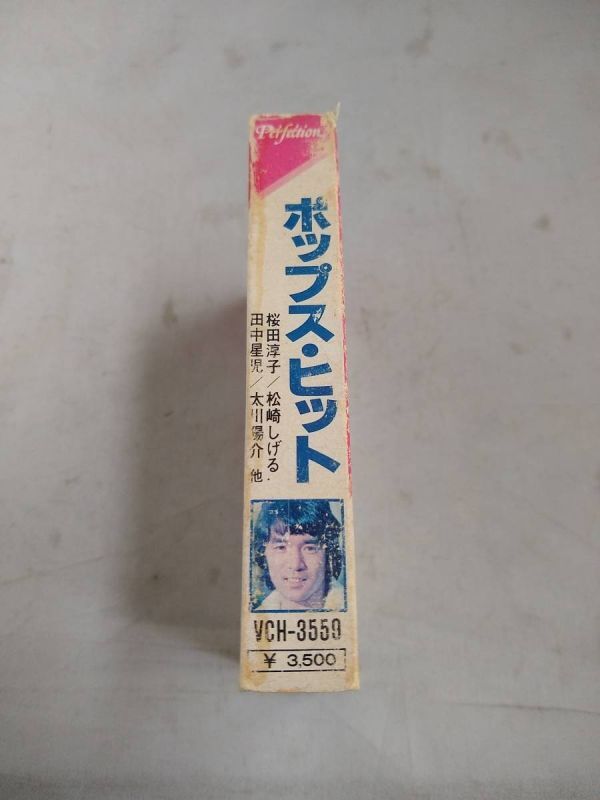 Perfection
ポップス・ヒット
桜田淳子／松崎しげる
田中星児／太川陽介 他
VCH-3559
¥ 3,500